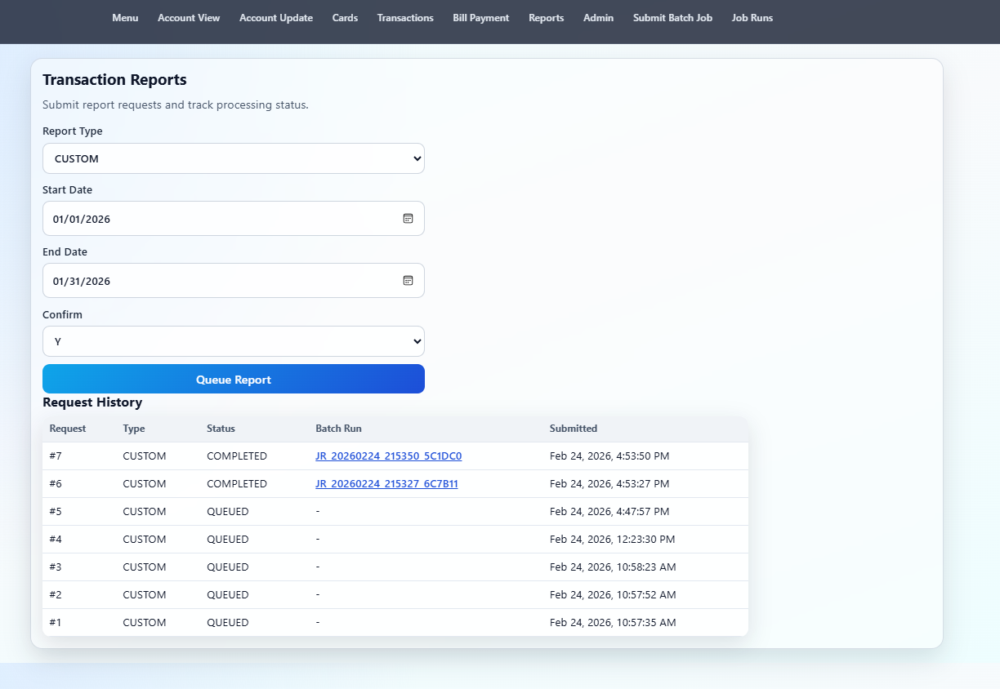 Menu Account View Account Update Cards Transactions Bill Payment Reports Admin Submit Batch Job Job Runs
Transaction Reports
Submit report requests and track processing status.
Report Type
CUSTOM
Start Date
01/01/2026
End Date
01/31/2026
Confirm
Y
Queue Report
Request History
Request Type Status Batch Run Submitted
#7 CUSTOM COMPLETED JR_20260224_215350_5C1DC0 Feb 24, 2026, 4:53:50 PM
#6 CUSTOM COMPLETED JR_20260224_215327_6C7B11 Feb 24, 2026, 4:53:27 PM
#5 CUSTOM QUEUED - Feb 24, 2026, 4:47:57 PM
#4 CUSTOM QUEUED - Feb 24, 2026, 12:23:30 PM
#3 CUSTOM QUEUED - Feb 24, 2026, 10:58:23 AM
#2 CUSTOM QUEUED - Feb 24, 2026, 10:57:52 AM
#1 CUSTOM QUEUED - Feb 24, 2026, 10:57:35 AM